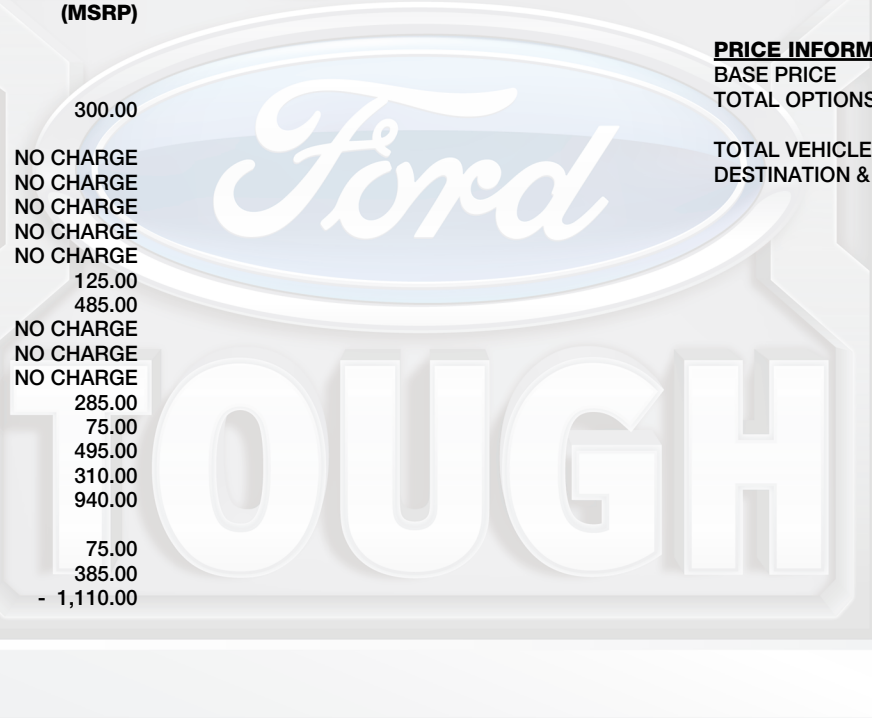 (MSRP)
300.00
NO CHARGE
NO CHARGE
NO CHARGE
NO CHARGE
NO CHARGE
125.00
485.00
NO CHARGE
NO CHARGE
NO CHARGE
285.00
75.00
495.00
310.00
940.00
75.00
385.00
- 1,110.00
PRICE INFORM
BASE PRICE
TOTAL OPTIONS
TOTAL VEHICLE
DESTINATION &
Ford
TOUGH